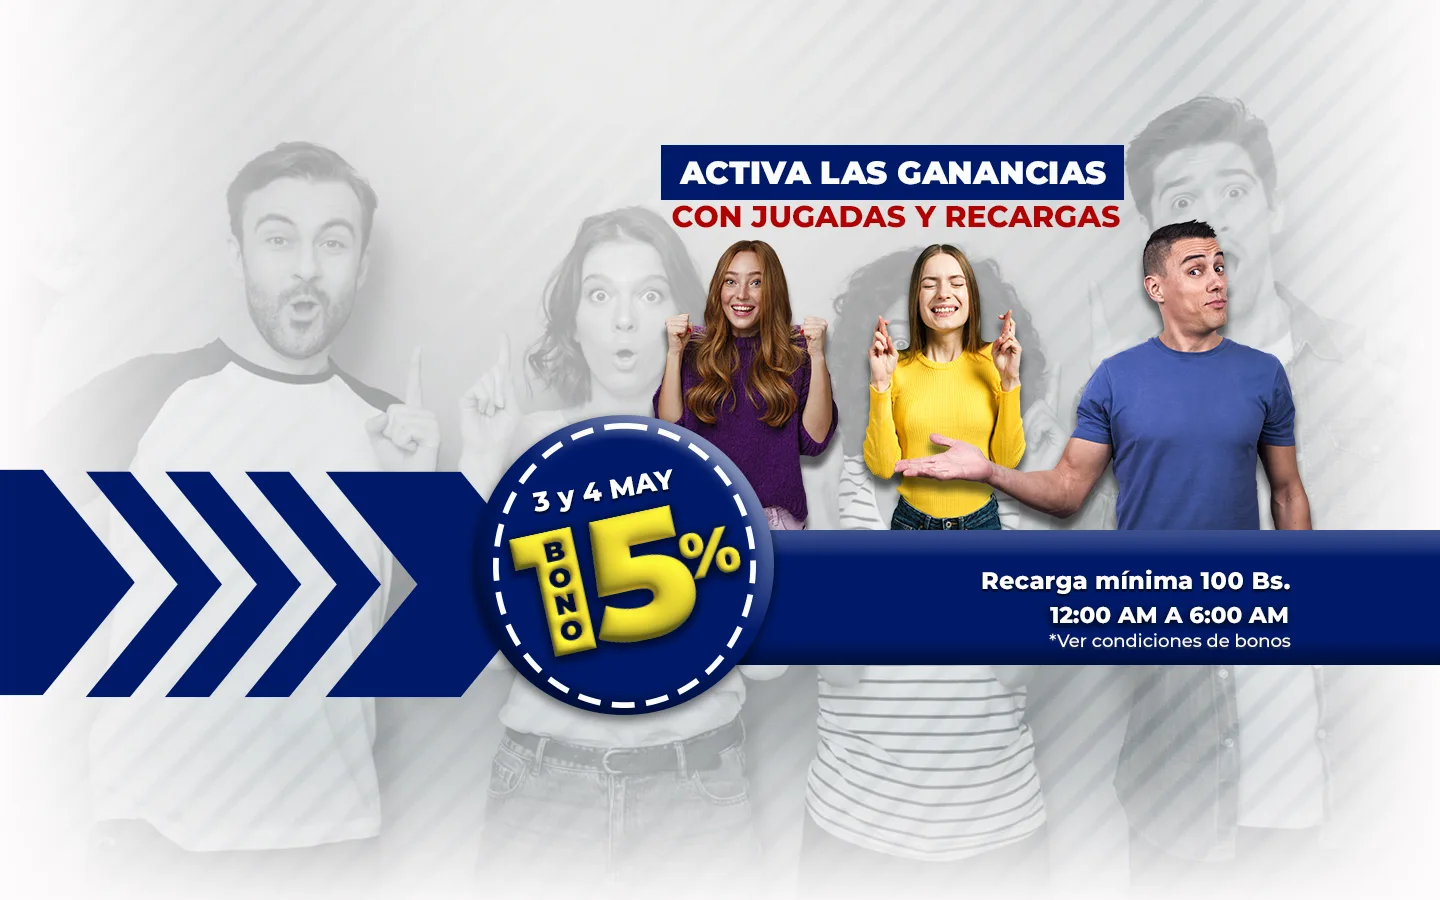 ACTIVA LAS GANANCIAS
CON JUGADAS Y RECARGAS
3 y 4 MAY
BONO
15%
Recarga mínima 100 Bs.
12:00 AM A 6:00 AM
*Ver condiciones de bonos